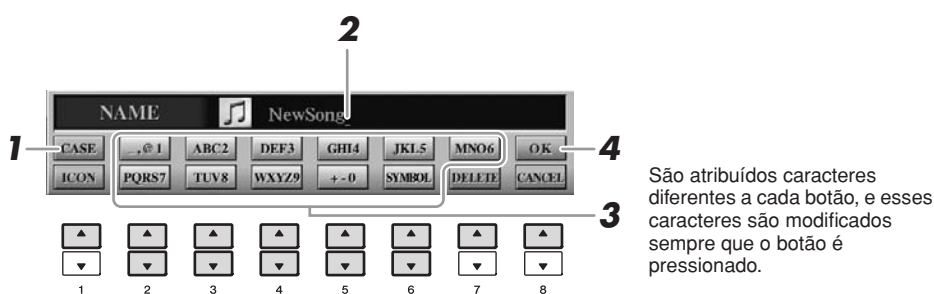 2
NAME NewSong_
1 CASE _,@1 ABC2 DEF3 GHI4 JKL5 MNO6 OK 4
ICON PQRS7 TUV8 WXYZ9 +-0 SYMBOL DELETE CANCEL
3
1 2 3 4 5 6 7 8
São atribuídos caracteres
diferentes a cada botão, e esses
caracteres são modificados
sempre que o botão é
pressionado.